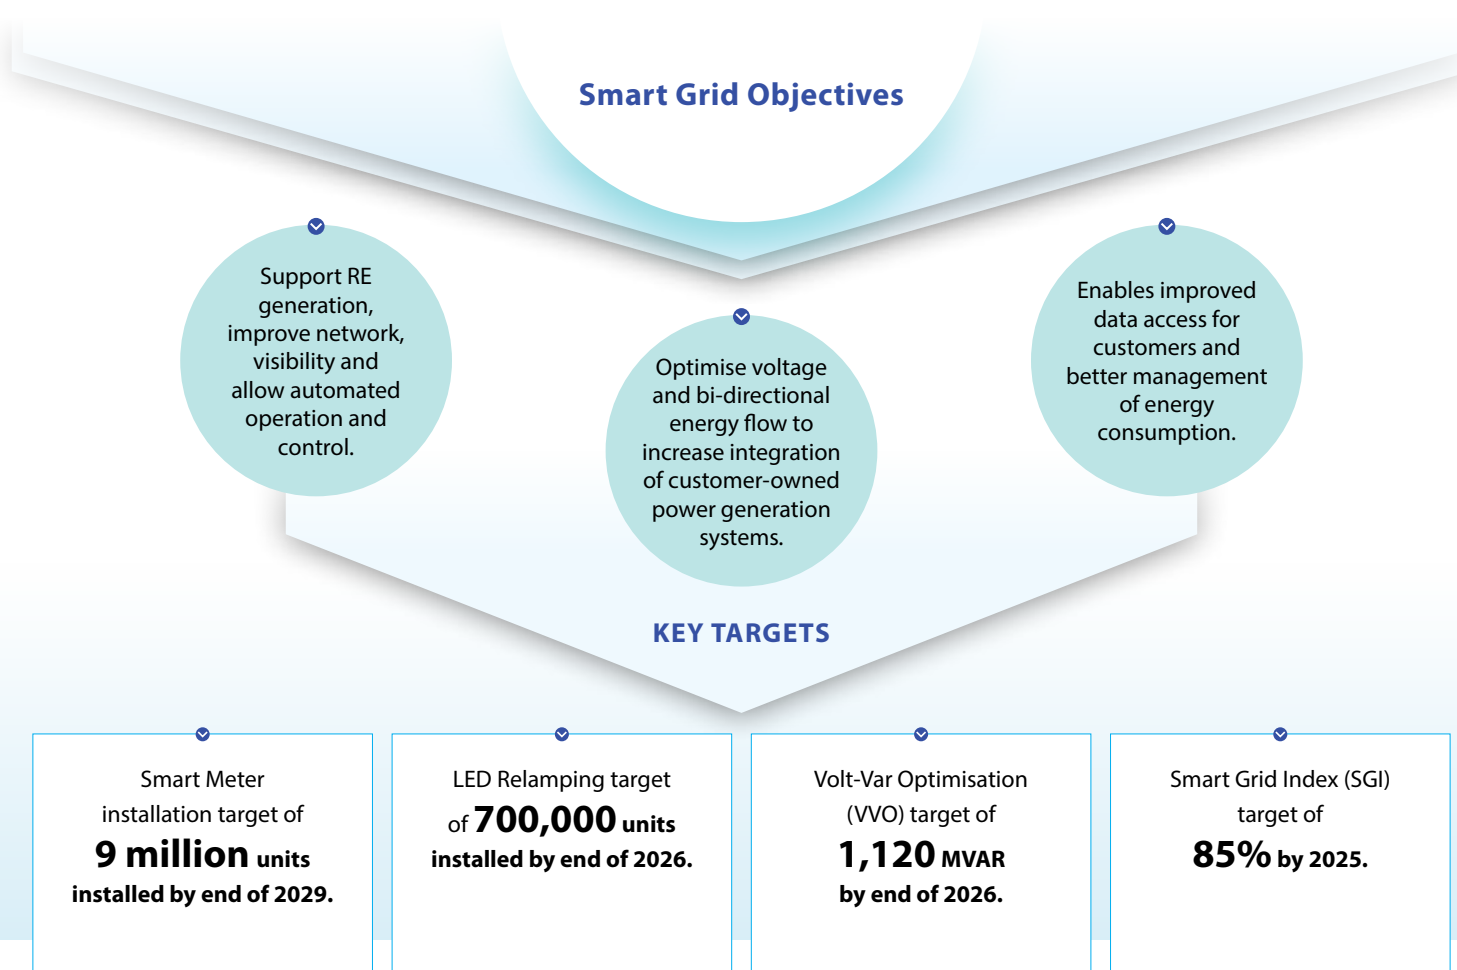 Smart Grid Objectives
Support RE
generation,
improve network,
visibility and
allow automated
operation and
control.
Optimise voltage
and bi-directional
energy flow to
increase integration
of customer-owned
power generation
systems.
Enables improved
data access for
customers and
better management
of energy
consumption.
KEY TARGETS
Smart Meter
installation target of
9 million units
installed by end of 2029.
LED Relamping target
of 700,000 units
installed by end of 2026.
Volt-Var Optimisation
(VVO) target of
1,120 MVAR
by end of 2026.
Smart Grid Index (SGI)
target of
85% by 2025.